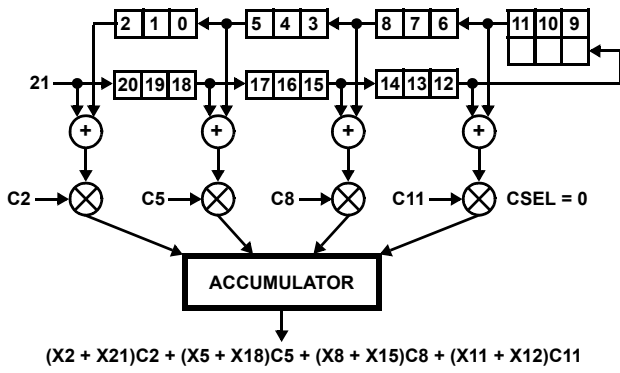 2 1 0 5 4 3 8 7 6 11 10 9
21 20 19 18 17 16 15 14 13 12
+ + + +
C2 C5 C8 C11 CSEL = 0
ACCUMULATOR
(X2 + X21)C2 + (X5 + X18)C5 + (X8 + X15)C8 + (X11 + X12)C11